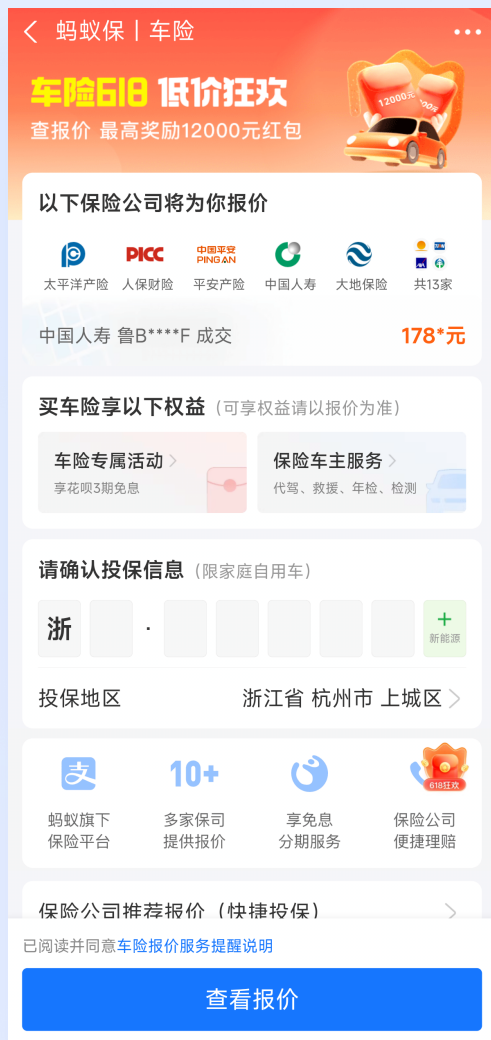 蚂蚁保 | 车险
车险618 低价狂欢
查报价 最高奖励12000元红包
12000元
以下保险公司将为你报价
PICC
中国平安
PING AN
太平洋产险 人保财险 平安产险 中国人寿 大地保险 共13家
中国人寿 鲁B****F 成交 178*元
买车险享以下权益（可享权益请以报价为准）
车险专属活动
享花呗3期免息
保险车主服务
代驾、救援、年检、检测
请确认投保信息（限家庭自用车）
浙 · +
新能源
投保地区 浙江省 杭州市 上城区
支 10+
618狂欢
蚂蚁旗下
保险平台
多家保司
提供报价
享免息
分期服务
保险公司
便捷理赔
保险公司推荐报价（快捷投保）
已阅读并同意车险报价服务提醒说明
查看报价